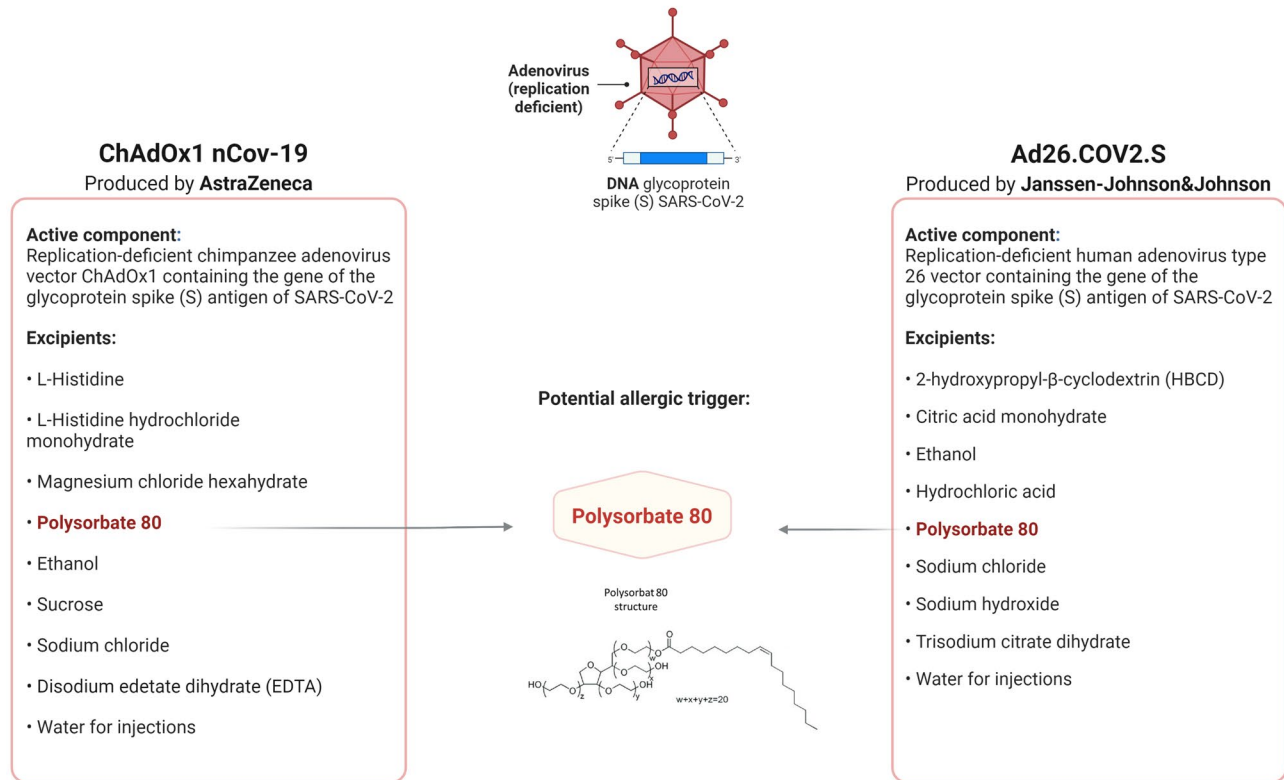 Adenovirus
(replication
deficient)
5'
3'
DNA glycoprotein
spike (S) SARS-CoV-2
ChAdOx1 nCov-19
Produced by AstraZeneca
Active component:
Replication-deficient chimpanzee adenovirus
vector ChAdOx1 containing the gene of the
glycoprotein spike (S) antigen of SARS-CoV-2
Excipients:
• L-Histidine
• L-Histidine hydrochloride
monohydrate
• Magnesium chloride hexahydrate
• Polysorbate 80
• Ethanol
• Sucrose
• Sodium chloride
• Disodium edetate dihydrate (EDTA)
• Water for injections
Potential allergic trigger:
Polysorbate 80
Polysorbat 80
structure
O
O
w
O
O
O
x
OH
HO
O
z
O
y
OH
w+x+y+z=20
Ad26.COV2.S
Produced by Janssen-Johnson&Johnson
Active component:
Replication-deficient human adenovirus type
26 vector containing the gene of the
glycoprotein spike (S) antigen of SARS-CoV-2
Excipients:
• 2-hydroxypropyl-β-cyclodextrin (HBCD)
• Citric acid monohydrate
• Ethanol
• Hydrochloric acid
• Polysorbate 80
• Sodium chloride
• Sodium hydroxide
• Trisodium citrate dihydrate
• Water for injections